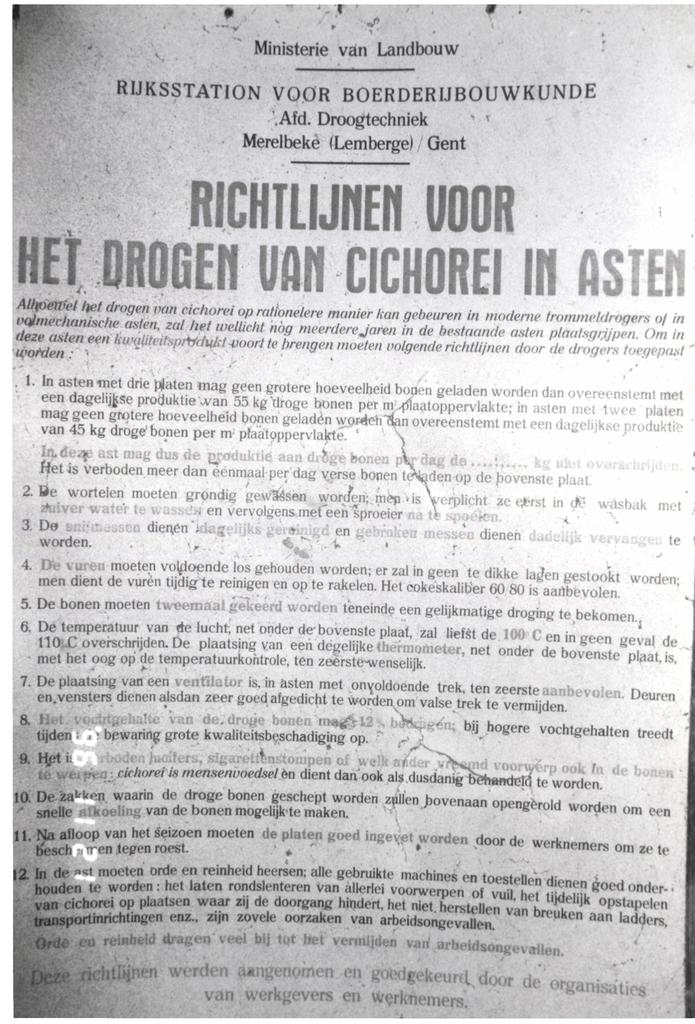 Ministerie van Landbouw
RIJKSSTATION VOOR BOERDERIJBOUWKUNDE
Afd. Droogtechniek
Merelbeke (Lemberge) / Gent
RICHTLIJNEN VOOR
HET DROGEN VAN CICHOREI IN ASTEN
Alhoewel het drogen van cichorei op rationelere manier kan gebeuren in moderne trommeldrogers of in
volmechanische asten, zal het wellicht nog meerdere jaren in de bestaande asten plaatsgrijpen. Om in
deze asten een kwaliteitsprodukt voort te brengen moeten volgende richtlijnen door de drogers toegepast
worden :
1. In asten met drie platen mag geen grotere hoeveelheid bonen geladen worden dan overeenstemt met
een dagelijkse produktie van 55 kg droge bonen per m² plaatoppervlakte; in asten met twee platen
mag geen grotere hoeveelheid bonen geladen worden dan overeenstemt met een dagelijkse produktie
van 45 kg droge bonen per m² plaatoppervlakte.
In deze ast mag dus de produktie aan droge bonen per dag de .......... kg niet overschrijden.
Het is verboden meer dan eenmaal per dag verse bonen te laden op de bovenste plaat.
2. De wortelen moeten grondig gewassen worden; men is verplicht ze eerst in de wasbak met
zuiver water te wassen en vervolgens met een sproeier na te spoelen.
3. De snijmessen dienen dagelijks gereinigd en gebroken messen dienen dadelijk vervangen te
worden.
4. De vuren moeten voldoende los gehouden worden; er zal in geen te dikke lagen gestookt worden;
men dient de vuren tijdig te reinigen en op te rakelen. Het cokeskaliber 60/80 is aanbevolen.
5. De bonen moeten tweemaal gekeerd worden teneinde een gelijkmatige droging te bekomen.
6. De temperatuur van de lucht, net onder de bovenste plaat, zal liefst de 100°C en in geen geval de
110°C overschrijden. De plaatsing van een degelijke thermometer, net onder de bovenste plaat, is,
met het oog op de temperatuurkontrole, ten zeerste wenselijk.
7. De plaatsing van een ventilator is, in asten met onvoldoende trek, ten zeerste aanbevolen. Deuren
en vensters dienen alsdan zeer goed afgedicht te worden om valse trek te vermijden.
8. Het vochtgehalte van de droge bonen mag 12% bedragen; bij hogere vochtgehalten treedt
tijdens bewaring grote kwaliteitsbeschadiging op.
9. Het is verboden lucifers, sigarettenstompen of welk ander vreemd voorwerp ook in de bonen
te werpen: cichorei is mensenvoedsel en dient dan ook als dusdanig behandeld te worden.
10. De zakken waarin de droge bonen geschept worden zullen bovenaan opengerold worden om een
snelle afkoeling van de bonen mogelijk te maken.
11. Na afloop van het seizoen moeten de platen goed ingevet worden door de werknemers om ze te
beschermen tegen roest.
12. In de ast moeten orde en reinheid heersen; alle gebruikte machines en toestellen dienen goed onder-
houden te worden : het laten rondslenteren van allerlei voorwerpen of vuil, het tijdelijk opstapelen
van cichorei op plaatsen waar zij de doorgang hindert, het niet herstellen van breuken aan ladders,
transportinrichtingen enz., zijn zovele oorzaken van arbeidsongevallen.
Orde en reinheid dragen veel bij tot het vermijden van arbeidsongevallen.
Deze richtlijnen werden aangenomen en goedgekeurd door de organisaties
van werkgevers en werknemers.